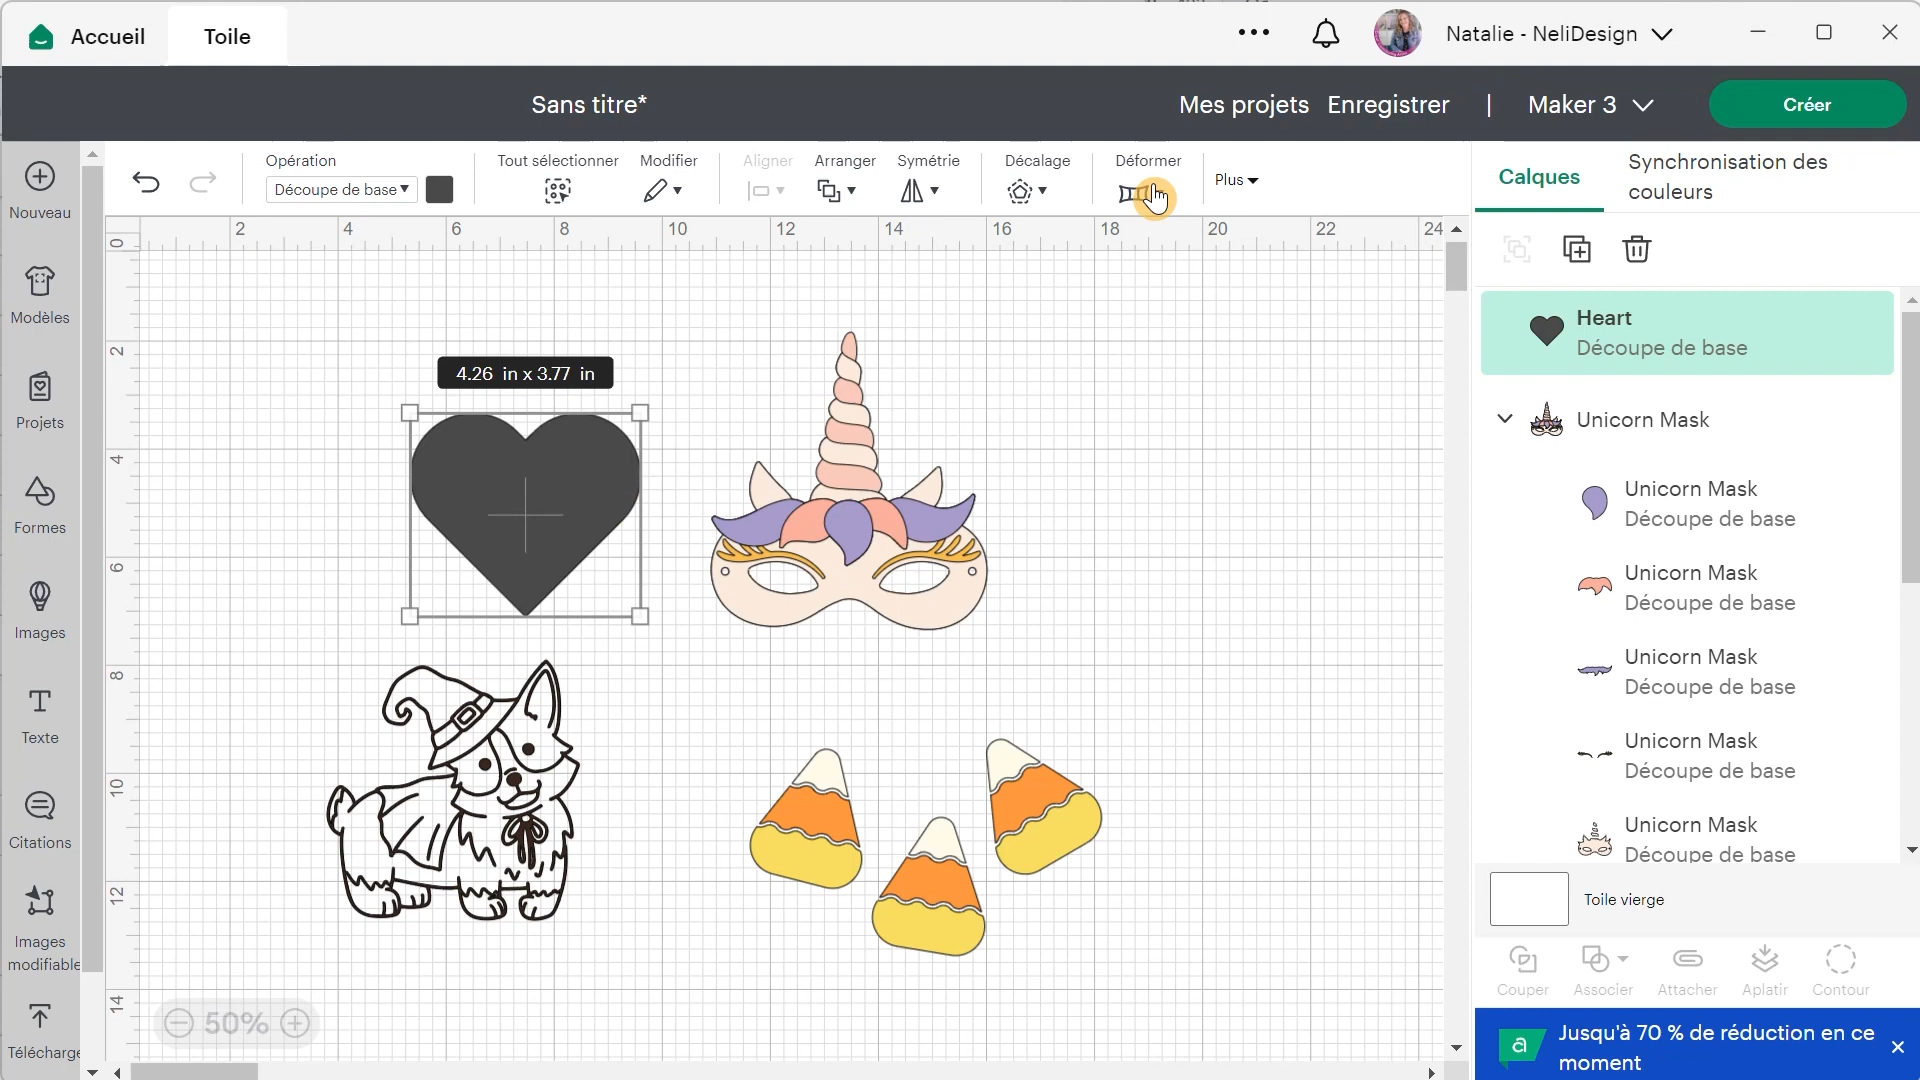 Accueil
Toile
Natalie - NeliDesign
Sans titre*
Mes projets
Enregistrer
|
Maker 3
Créer
Nouveau
Modèles
Projets
Formes
Images
Texte
Citations
Images
modifiable
Télécharge
Opération
Découpe de base
Tout sélectionner
Modifier
Aligner
Arranger
Symétrie
Décalage
Déformer
Plus
0 2 4 6 8 10 12 14 16 18 20 22 24
2
4
6
8
10
12
14
4.26 in x 3.77 in
50%
Calques
Synchronisation des
couleurs
Heart
Découpe de base
Unicorn Mask
Unicorn Mask
Découpe de base
Unicorn Mask
Découpe de base
Unicorn Mask
Découpe de base
Unicorn Mask
Découpe de base
Unicorn Mask
Découpe de base
Toile vierge
Couper
Associer
Attacher
Aplatir
Contour
a
Jusqu'à 70 % de réduction en ce
moment